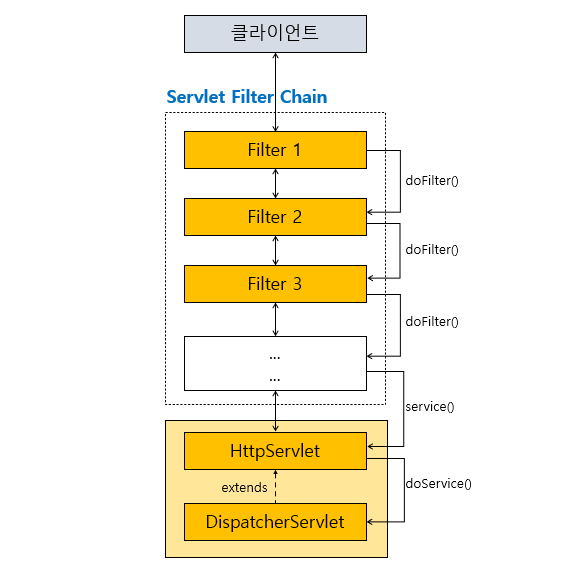 클라이언트
Servlet Filter Chain
Filter 1
doFilter()
Filter 2
doFilter()
Filter 3
doFilter()
...
...
service()
HttpServlet
extends
doService()
DispatcherServlet